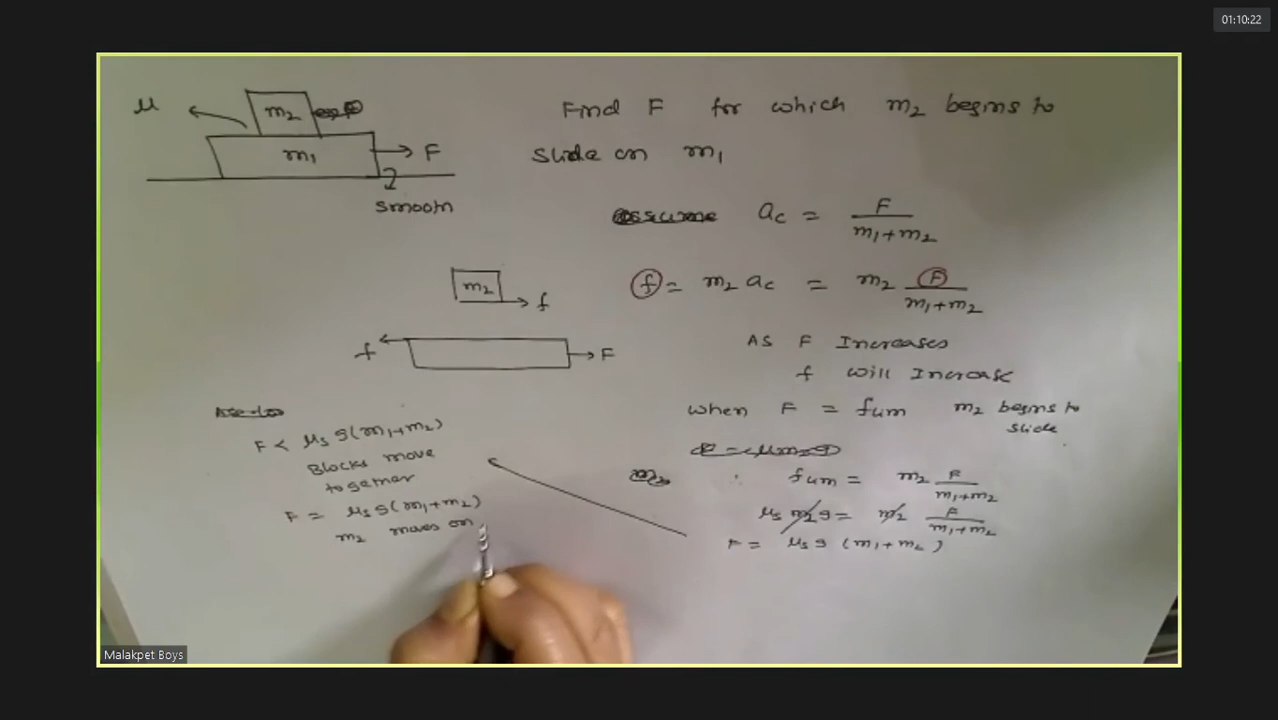 01:10:22
μ
m₂
m₁
F
smooth
Find F for which m₂ begins to
slide on m₁
a_c = F / (m₁+m₂)
m₂
f
f = m₂ a_c = m₂ F / (m₁+m₂)
f
F
As F Increases
f will Increase
when F = fum m₂ begins to
slide
F < μₛ g(m₁+m₂)
Blocks move
together
F = μₛ g(m₁+m₂)
m₂ moves on
∴ fum = m₂ F / (m₁+m₂)
μₛ m₂ g = m₂ F / (m₁+m₂)
F = μₛ g (m₁+m₂)
Malakpet Boys